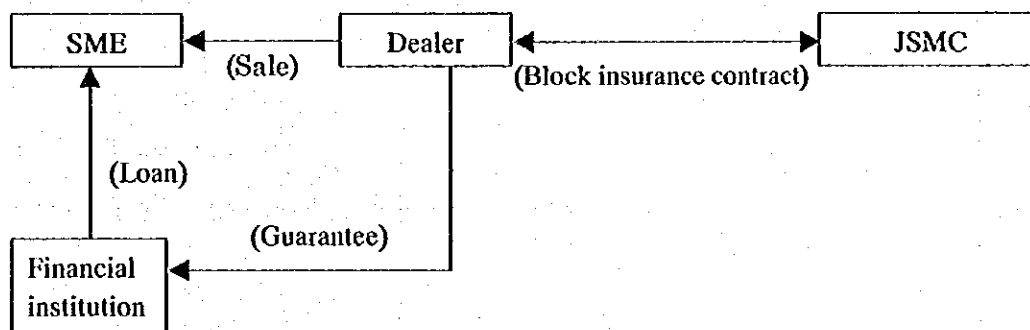 SME
Dealer
JSMC
(Sale)
(Block insurance contract)
(Loan)
(Guarantee)
Financial
institution